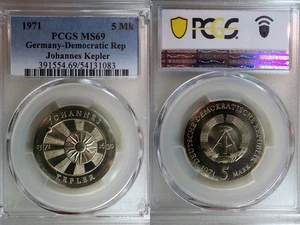 1971 5 Mk
PCGS MS69
Germany-Democratic Rep
Johannes Kepler
391554.69/54131083
PCGS
JOHANNES
1571 1630
KEPLER
DEUTSCHE DEMOKRATISCHE REPUBLIK
1971 5 MARK